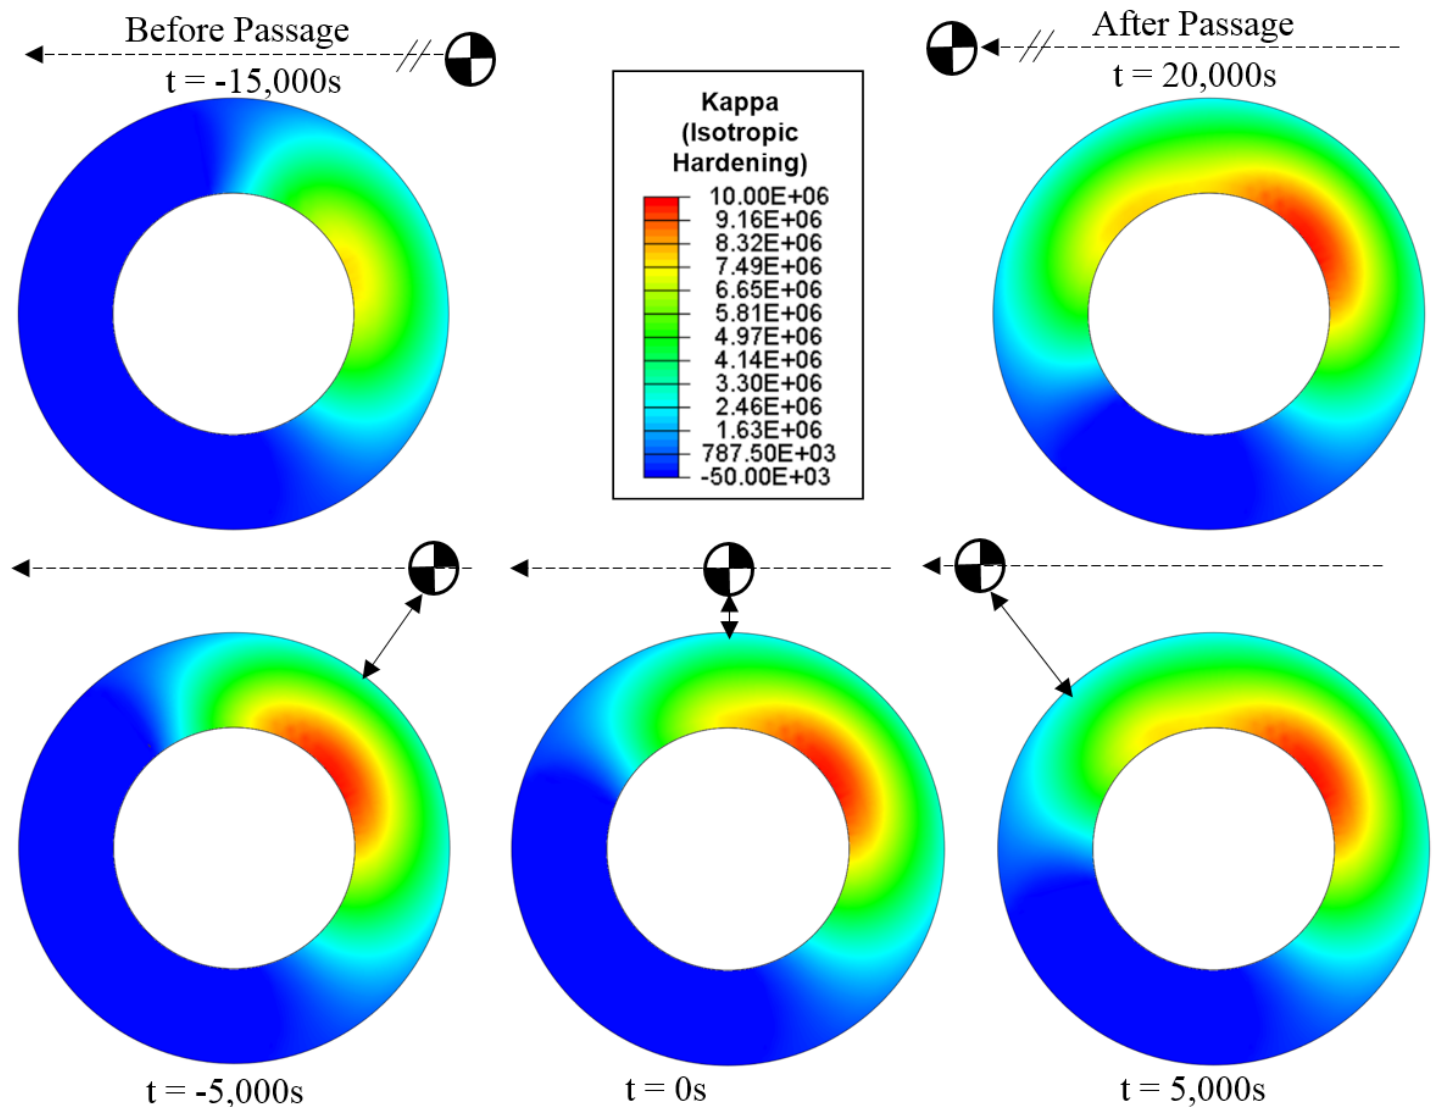 Before Passage
t = -15,000s
After Passage
t = 20,000s
Kappa
(Isotropic
Hardening)
10.00E+06
9.16E+06
8.32E+06
7.49E+06
6.65E+06
5.81E+06
4.97E+06
4.14E+06
3.30E+06
2.46E+06
1.63E+06
787.50E+03
-50.00E+03
t = -5,000s
t = 0s
t = 5,000s